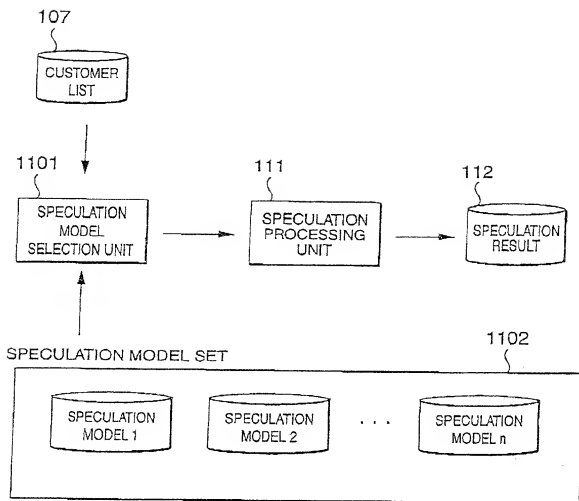 107
CUSTOMER
LIST
1101
SPECULATION
MODEL
SELECTION UNIT
111
SPECULATION
PROCESSING
UNIT
112
SPECULATION
RESULT
SPECULATION MODEL SET
1102
SPECULATION
MODEL 1
SPECULATION
MODEL 2
. . .
SPECULATION
MODEL n